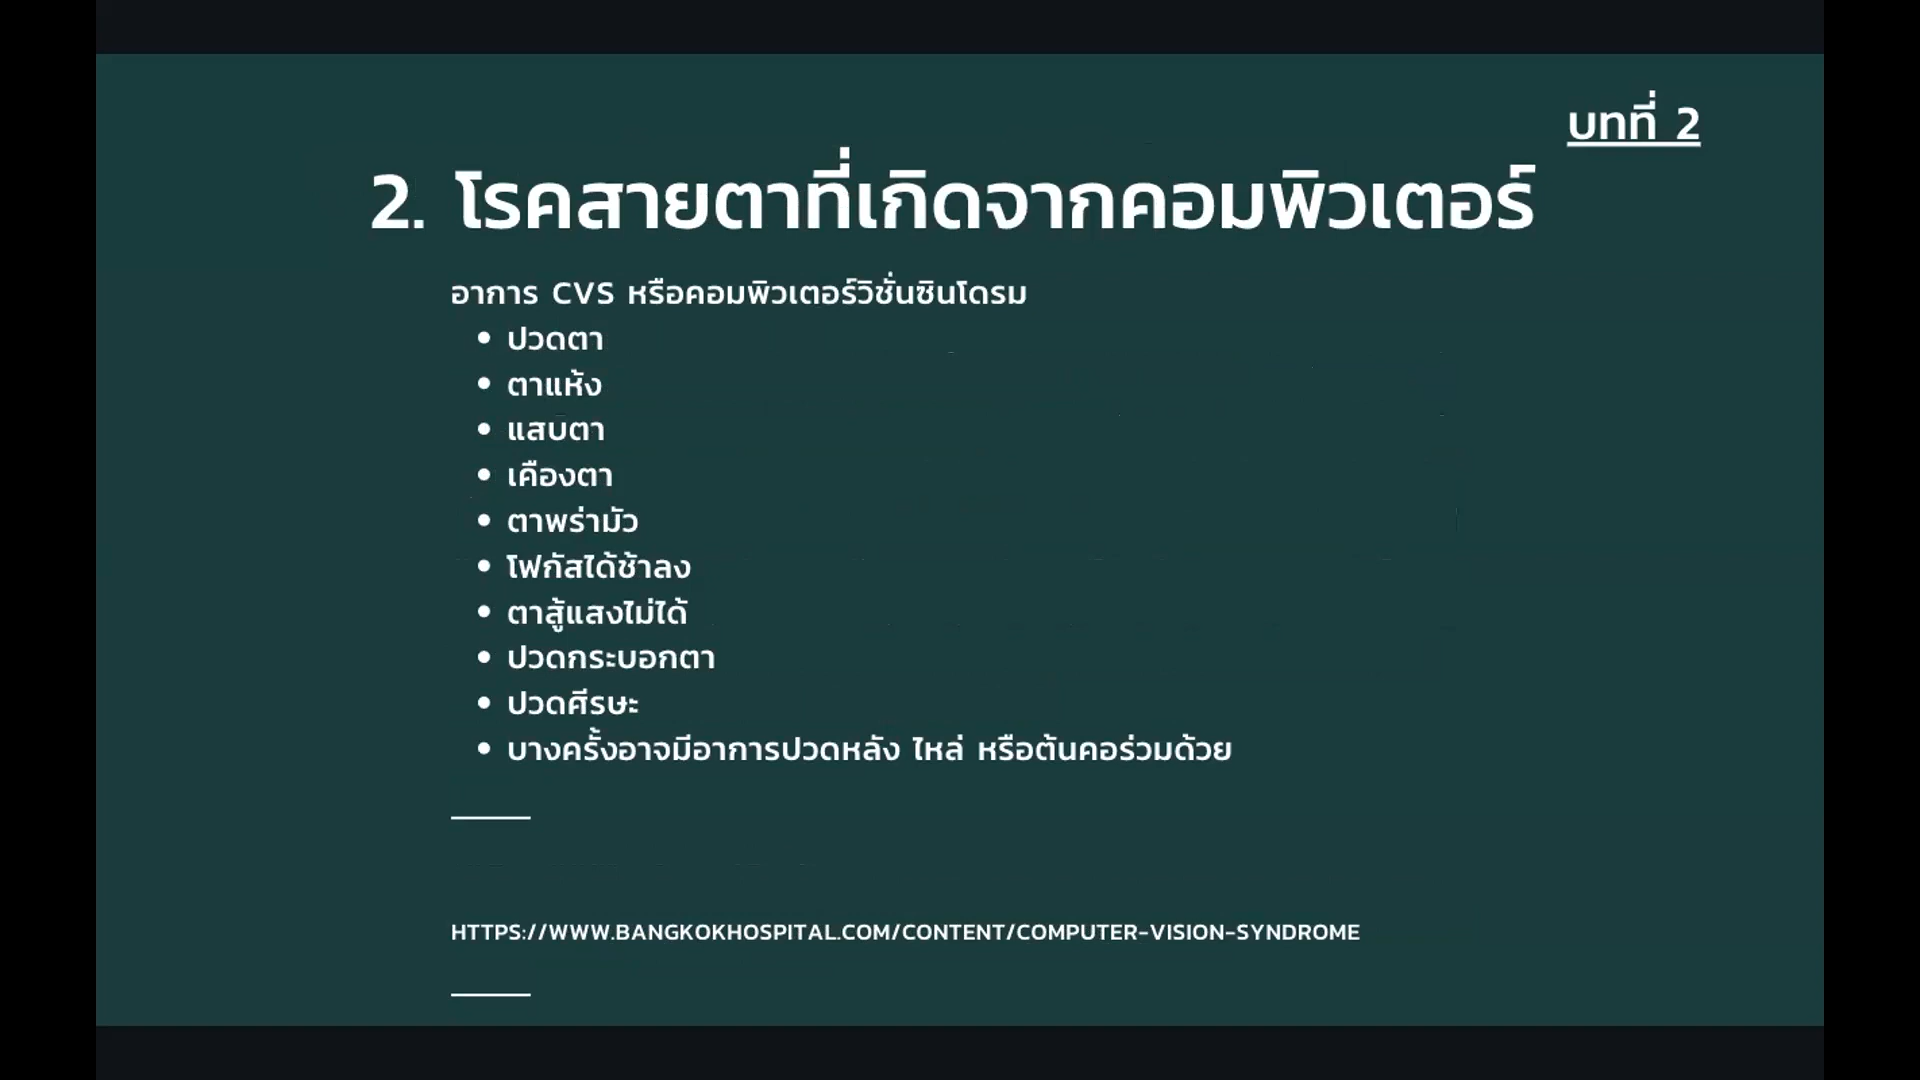 บทที่ 2
2. โรคสายตาที่เกิดจากคอมพิวเตอร์
อาการ CVS หรือคอมพิวเตอร์วิชั่นซินโดรม
• ปวดตา
• ตาแห้ง
• แสบตา
• เคืองตา
• ตาพร่ามัว
• โฟกัสได้ช้าลง
• ตาสู้แสงไม่ได้
• ปวดกระบอกตา
• ปวดศีรษะ
• บางครั้งอาจมีอาการปวดหลัง ไหล่ หรือต้นคอร่วมด้วย
HTTPS://WWW.BANGKOKHOSPITAL.COM/CONTENT/COMPUTER-VISION-SYNDROME